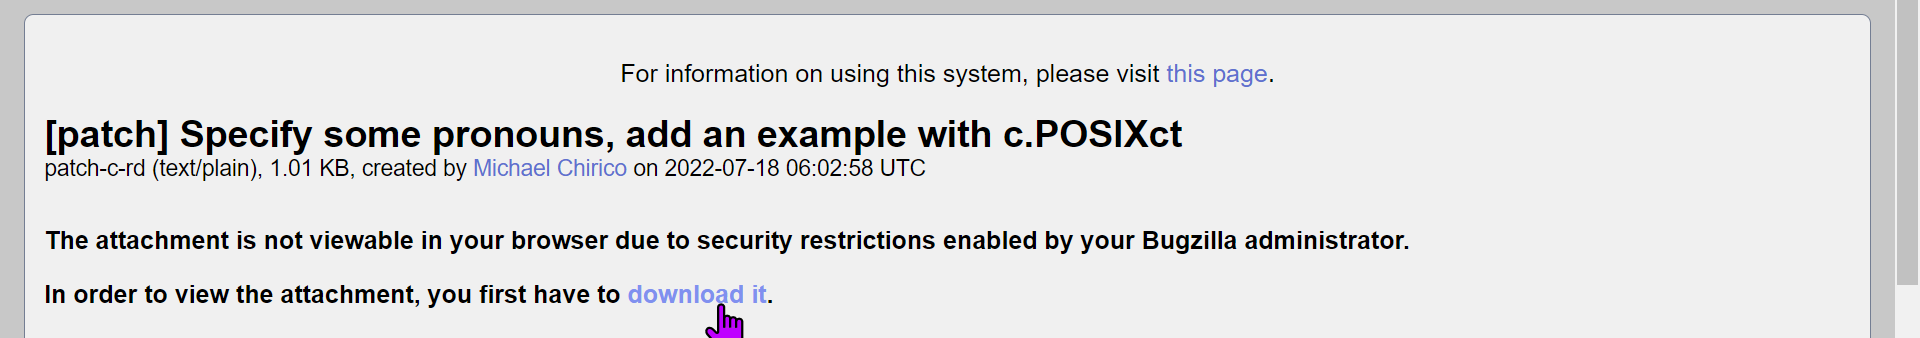 For information on using this system, please visit this page.
[patch] Specify some pronouns, add an example with c.POSIXct
patch-c-rd (text/plain), 1.01 KB, created by Michael Chirico on 2022-07-18 06:02:58 UTC
The attachment is not viewable in your browser due to security restrictions enabled by your Bugzilla administrator.
In order to view the attachment, you first have to download it.